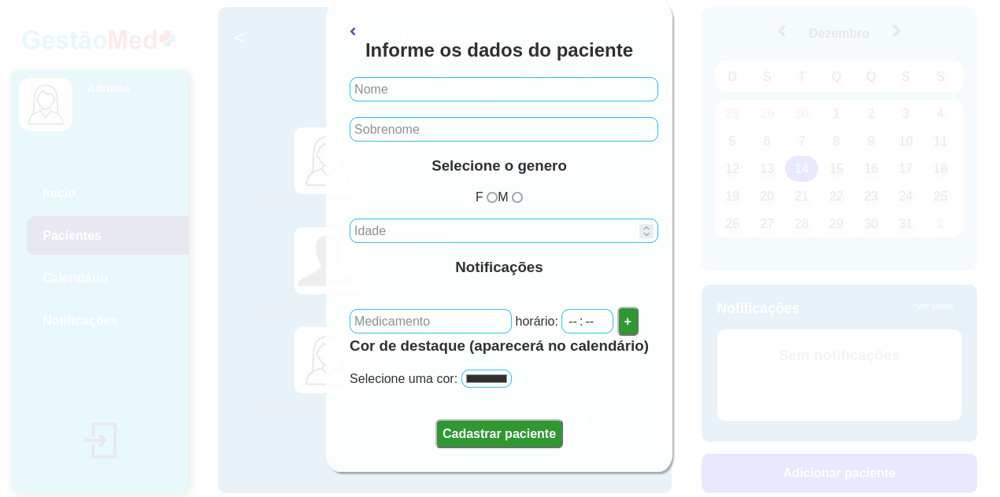 GestãoMed
Adriana
Inicio
Pacientes
Calendário
Notificações
<
Informe os dados do paciente
Nome
Sobrenome
Selecione o genero
F M
Idade
Notificações
Medicamento horário: -- : -- +
Cor de destaque (aparecerá no calendário)
Selecione uma cor:
Cadastrar paciente
Dezembro
D S T Q Q S S
28 29 30 1 2 3 4
5 6 7 8 9 10 11
12 13 14 15 16 17 18
19 20 21 22 23 24 25
26 27 28 29 30 31 1
Notificações Ver todos
Sem notificações
Adicionar paciente